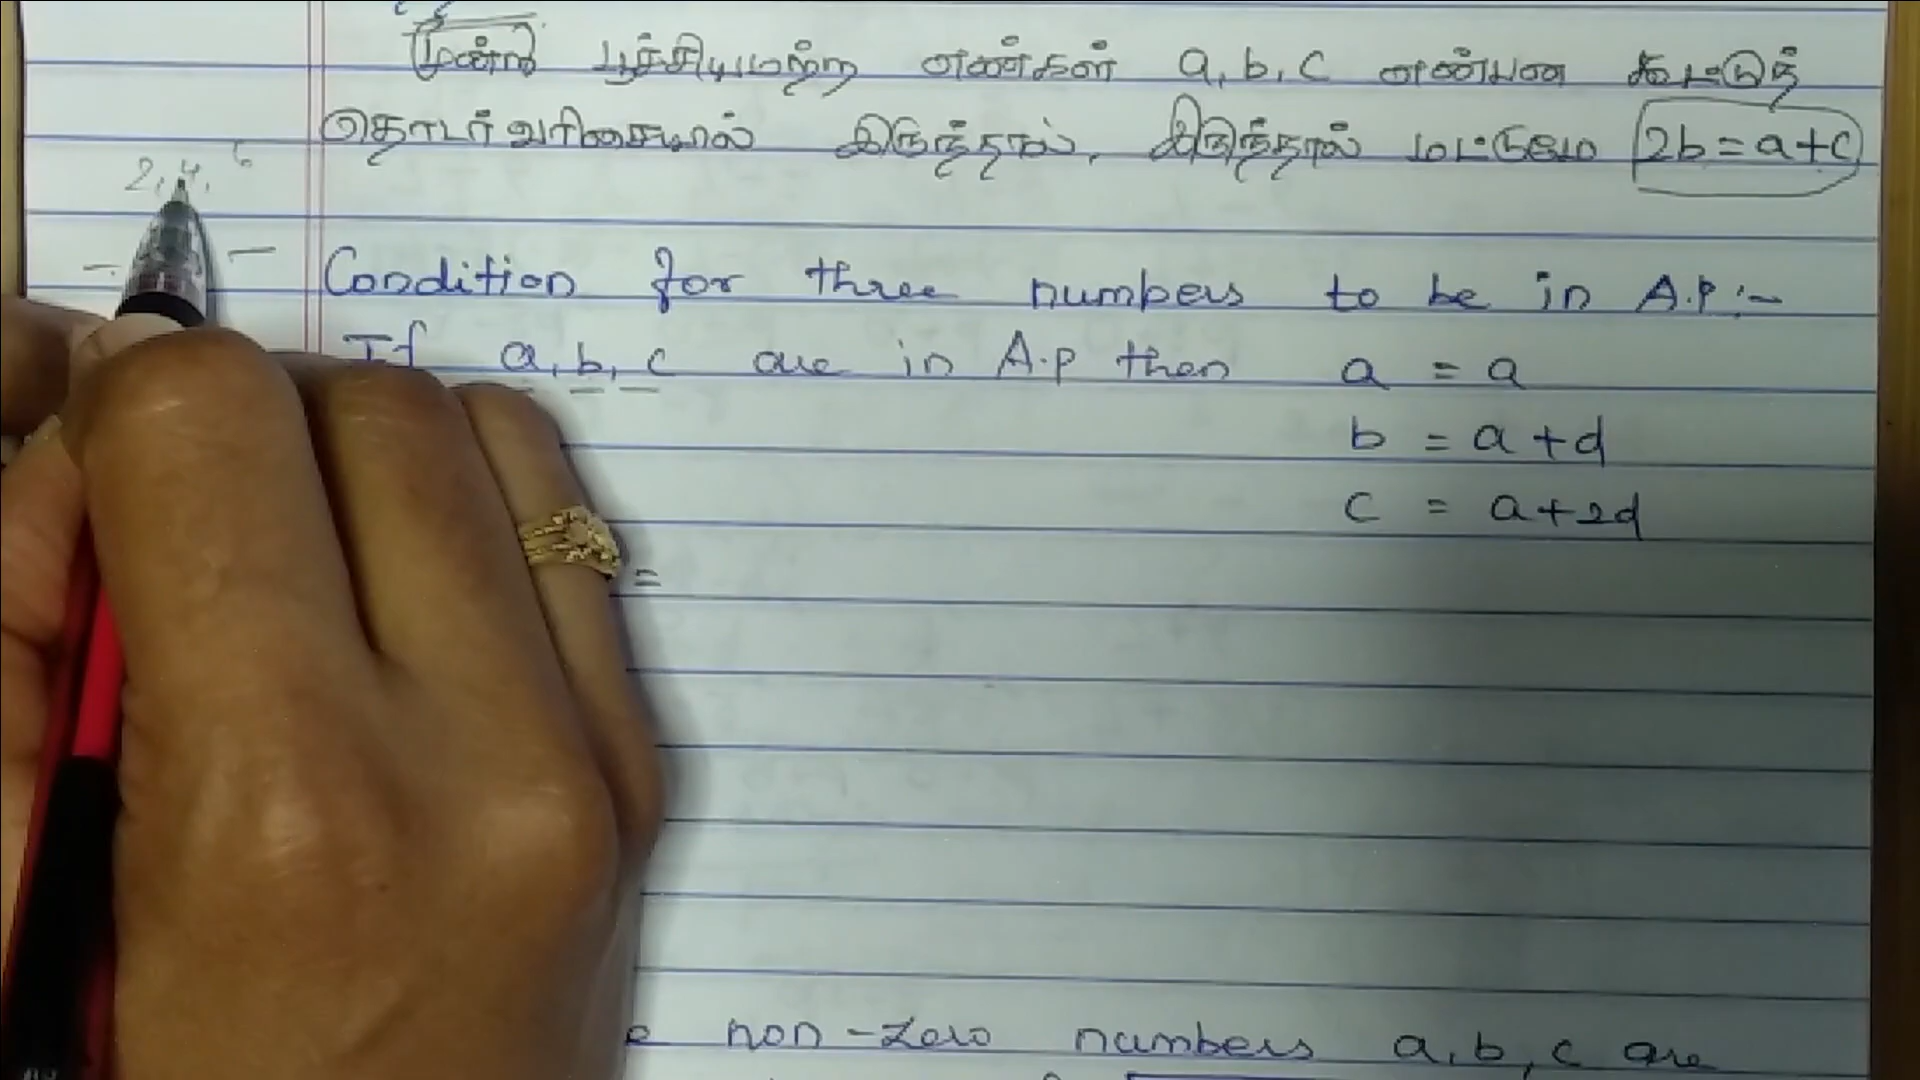 மூன்று பூச்சியமற்ற எண்கள் a, b, c என்பன கூட்டுத்
தொடர்வரிசையில் இருந்தால், இருந்தால் மட்டுமே 2b = a+c
2, 4, 6
Condition for three numbers to be in A.P :-
If a, b, c are in A.P then a = a
b = a + d
c = a + 2d
=
non-zero numbers a, b, c are